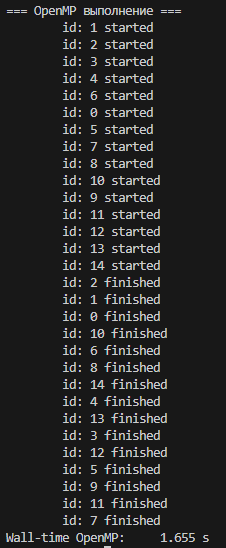 === OpenMP выполнение ===
id: 1 started
id: 2 started
id: 3 started
id: 4 started
id: 6 started
id: 0 started
id: 5 started
id: 7 started
id: 8 started
id: 10 started
id: 9 started
id: 11 started
id: 12 started
id: 13 started
id: 14 started
id: 2 finished
id: 1 finished
id: 0 finished
id: 10 finished
id: 6 finished
id: 8 finished
id: 14 finished
id: 4 finished
id: 13 finished
id: 3 finished
id: 12 finished
id: 5 finished
id: 9 finished
id: 11 finished
id: 7 finished
Wall-time OpenMP: 1.655 s